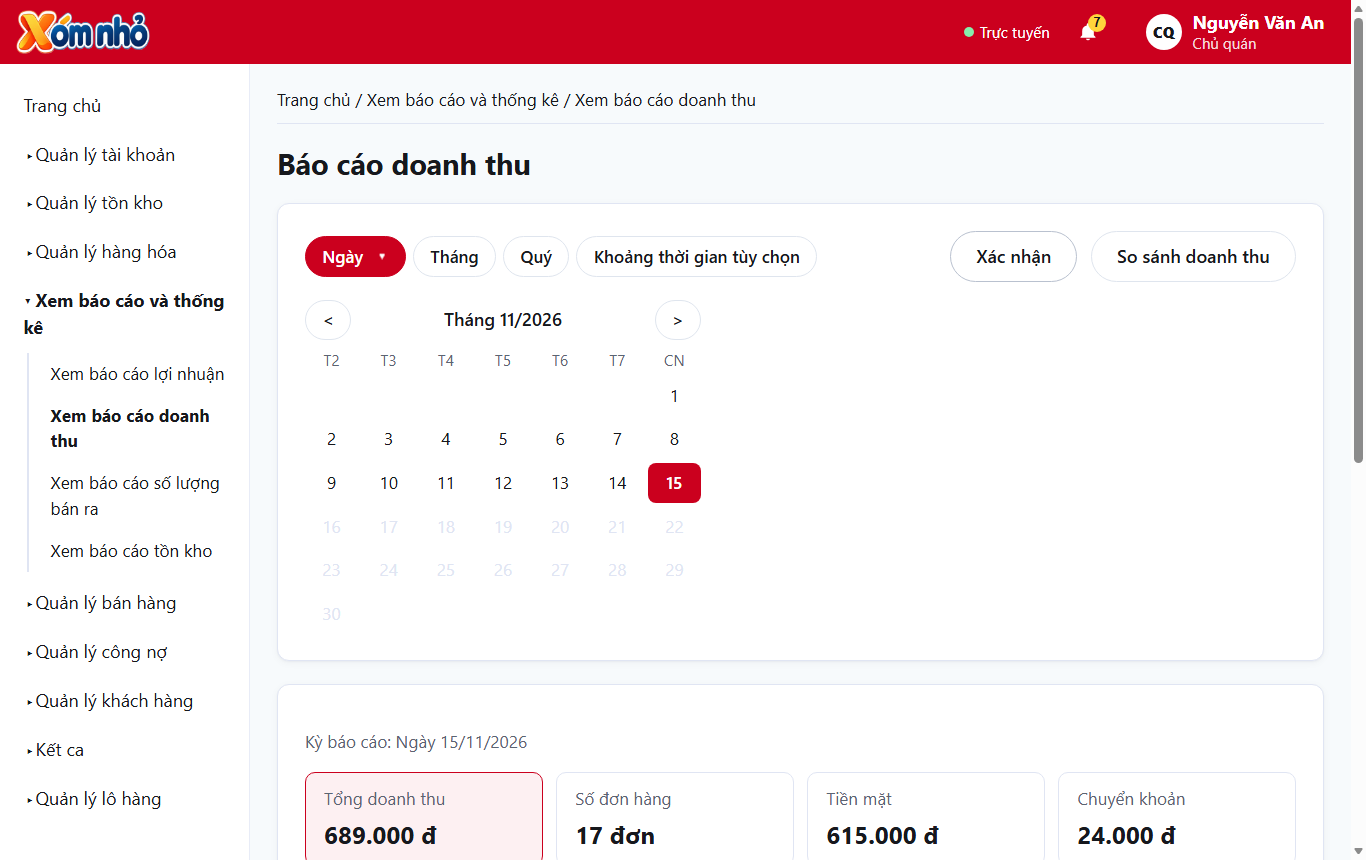 Xóm nhỏ
Trực tuyến
7
CQ
Nguyễn Văn An
Chủ quán
Trang chủ
Quản lý tài khoản
Quản lý tồn kho
Quản lý hàng hóa
Xem báo cáo và thống
kê
Xem báo cáo lợi nhuận
Xem báo cáo doanh
thu
Xem báo cáo số lượng
bán ra
Xem báo cáo tồn kho
Quản lý bán hàng
Quản lý công nợ
Quản lý khách hàng
Kết ca
Quản lý lô hàng
Trang chủ / Xem báo cáo và thống kê / Xem báo cáo doanh thu
Báo cáo doanh thu
Ngày Tháng Quý Khoảng thời gian tùy chọn Xác nhận So sánh doanh thu
< Tháng 11/2026 >
T2 T3 T4 T5 T6 T7 CN
1
2 3 4 5 6 7 8
9 10 11 12 13 14 15
16 17 18 19 20 21 22
23 24 25 26 27 28 29
30
Kỳ báo cáo: Ngày 15/11/2026
Tổng doanh thu Số đơn hàng Tiền mặt Chuyển khoản
689.000 đ 17 đơn 615.000 đ 24.000 đ